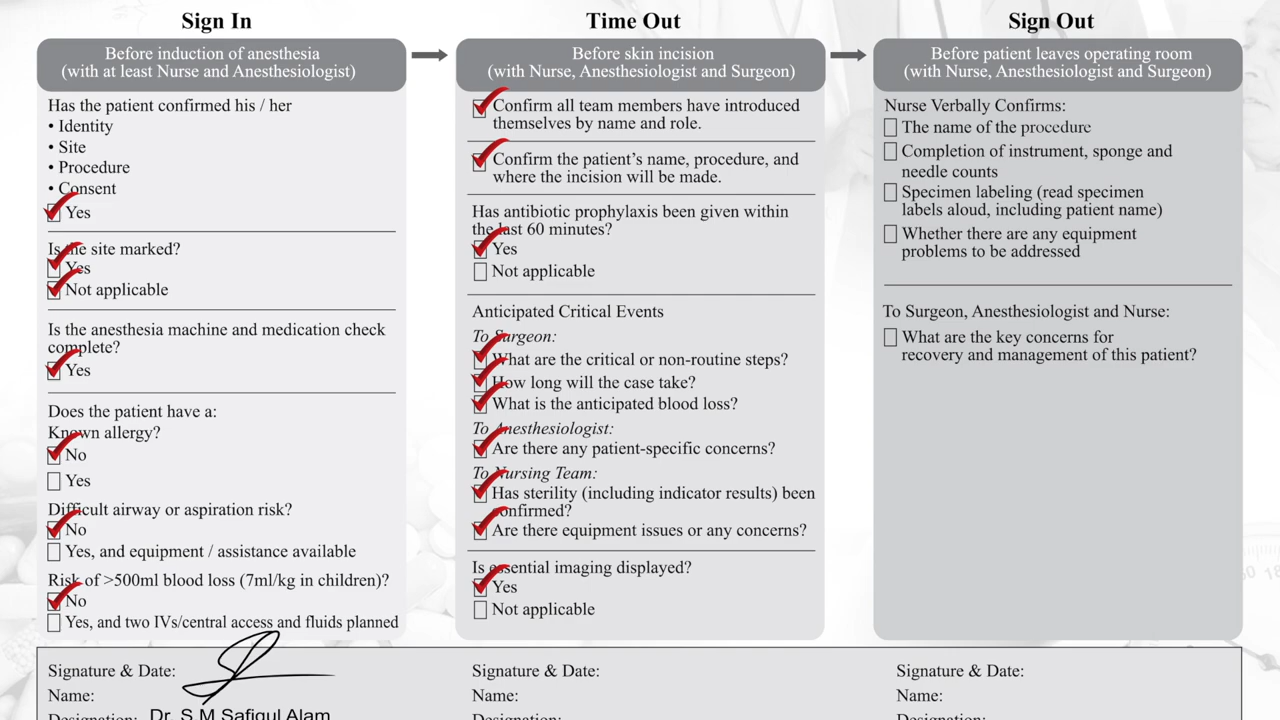 Sign In
Before induction of anesthesia
(with at least Nurse and Anesthesiologist)
Has the patient confirmed his / her
• Identity
• Site
• Procedure
• Consent
Yes
Is the site marked?
Yes
Not applicable
Is the anesthesia machine and medication check
complete?
Yes
Does the patient have a:
Known allergy?
No
Yes
Difficult airway or aspiration risk?
No
Yes, and equipment / assistance available
Risk of >500ml blood loss (7ml/kg in children)?
No
Yes, and two IVs/central access and fluids planned
Signature & Date:
Name:
Designation: Dr. S M Safiqul Alam
Time Out
Before skin incision
(with Nurse, Anesthesiologist and Surgeon)
Confirm all team members have introduced
themselves by name and role.
Confirm the patient's name, procedure, and
where the incision will be made.
Has antibiotic prophylaxis been given within
the last 60 minutes?
Yes
Not applicable
Anticipated Critical Events
To Surgeon:
What are the critical or non-routine steps?
How long will the case take?
What is the anticipated blood loss?
To Anesthesiologist:
Are there any patient-specific concerns?
To Nursing Team:
Has sterility (including indicator results) been
confirmed?
Are there equipment issues or any concerns?
Is essential imaging displayed?
Yes
Not applicable
Signature & Date:
Name:
Designation:
Sign Out
Before patient leaves operating room
(with Nurse, Anesthesiologist and Surgeon)
Nurse Verbally Confirms:
The name of the procedure
Completion of instrument, sponge and
needle counts
Specimen labeling (read specimen
labels aloud, including patient name)
Whether there are any equipment
problems to be addressed
To Surgeon, Anesthesiologist and Nurse:
What are the key concerns for
recovery and management of this patient?
Signature & Date:
Name:
Designation: